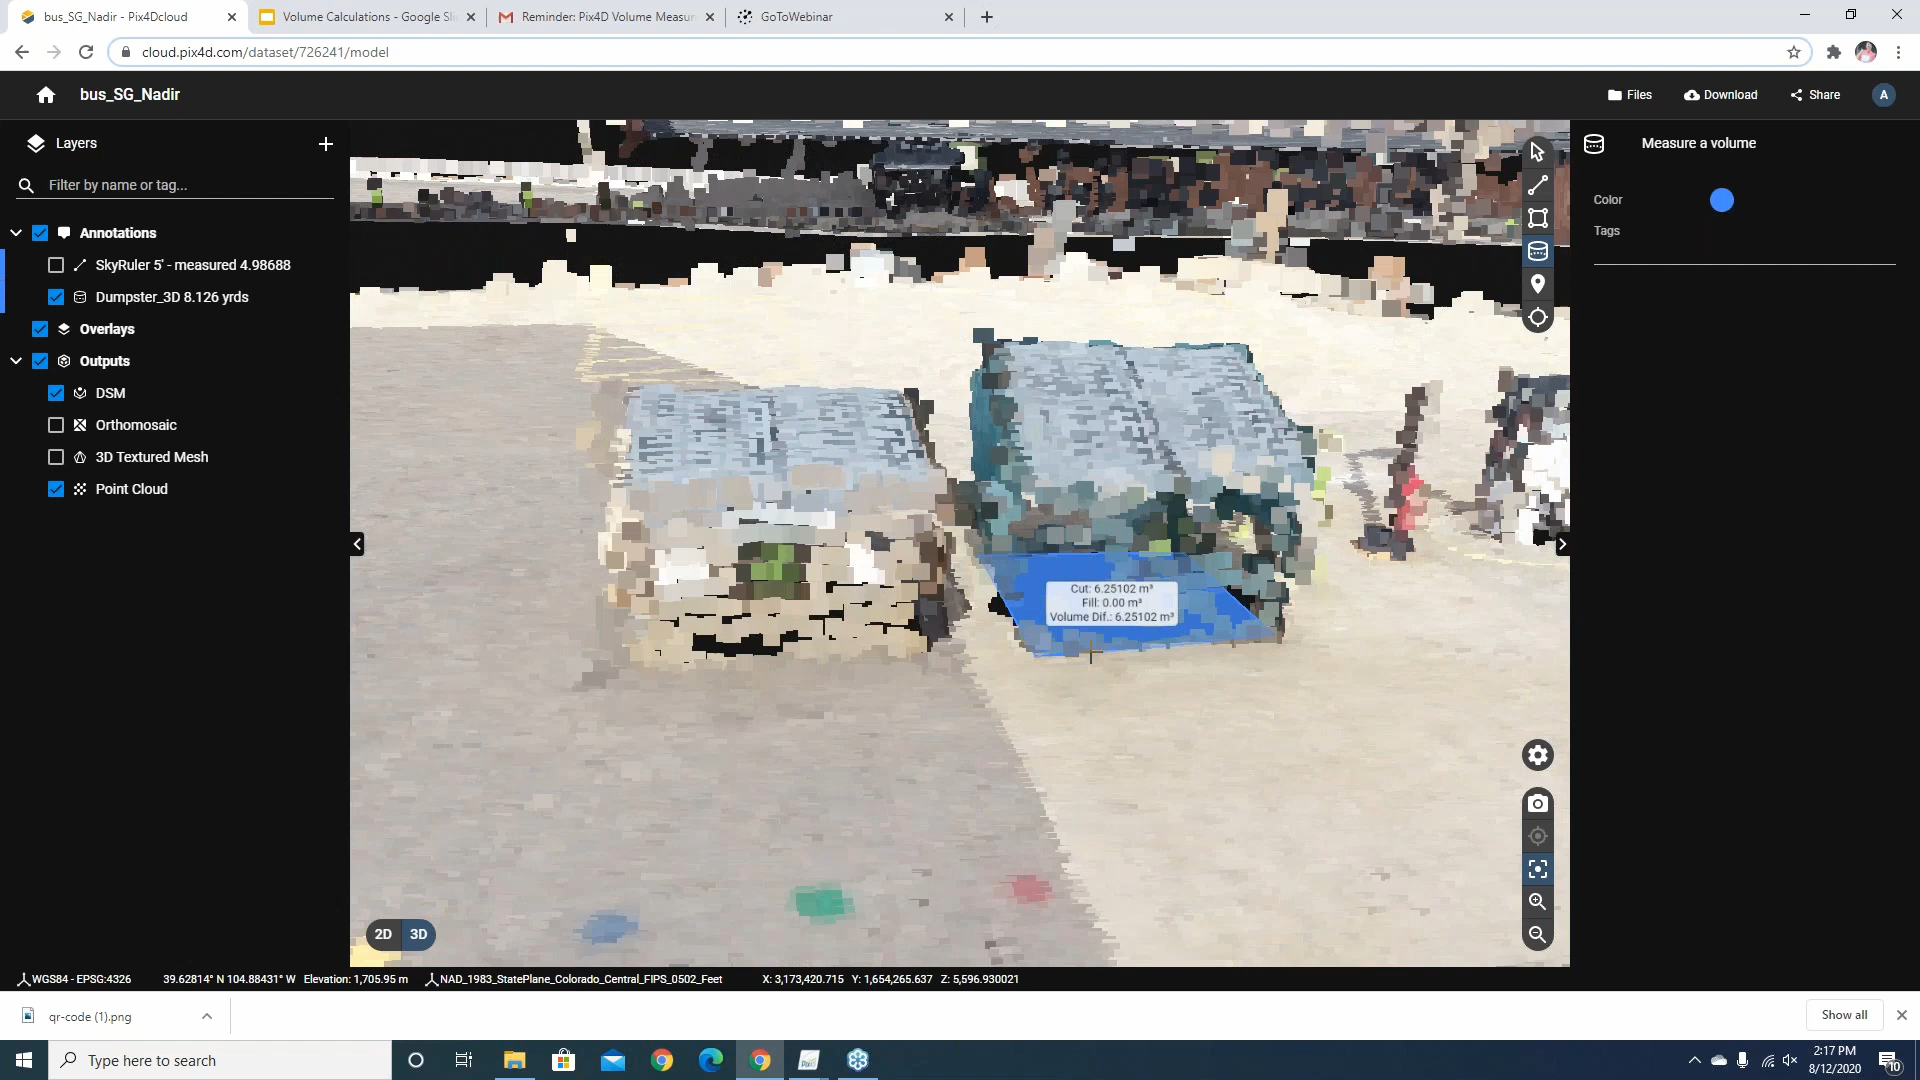 bus_SG_Nadir - Pix4Dcloud
Volume Calculations - Google Sli
Reminder: Pix4D Volume Measur
GoToWebinar
cloud.pix4d.com/dataset/726241/model
bus_SG_Nadir
Files
Download
Share
A
Layers
Measure a volume
Filter by name or tag...
Color
Tags
Annotations
SkyRuler 5' - measured 4.98688
Dumpster_3D 8.126 yrds
Overlays
Outputs
DSM
Orthomosaic
3D Textured Mesh
Point Cloud
Cut: 6.25102 m³
Fill: 0.00 m³
Volume Dif.: 6.25102 m³
2D 3D
WGS84 - EPSG:4326 39.62814° N 104.88431° W Elevation: 1,705.95 m NAD_1983_StatePlane_Colorado_Central_FIPS_0502_Feet X: 3,173,420.715 Y: 1,654,265.637 Z: 5,596.930021
qr-code (1).png
Show all
Type here to search
2:17 PM
8/12/2020
10